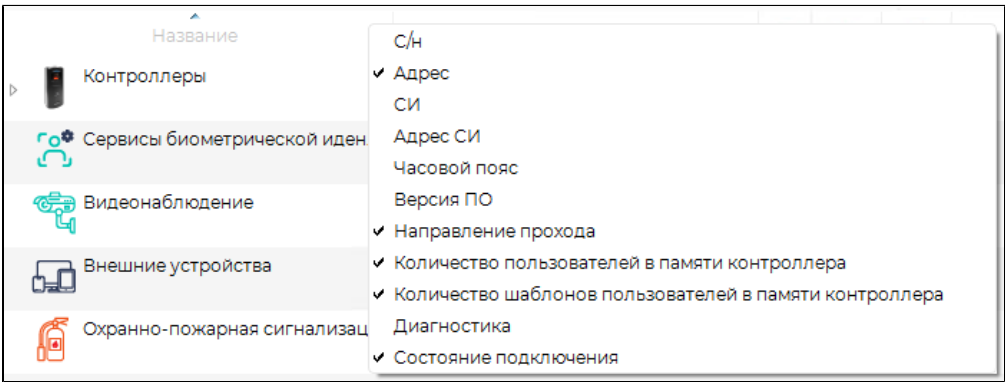 Название
Контроллеры
Сервисы биометрической иден.
Видеонаблюдение
Внешние устройства
Охранно-пожарная сигнализац
С/н
Адрес
СИ
Адрес СИ
Часовой пояс
Версия ПО
Направление прохода
Количество пользователей в памяти контроллера
Количество шаблонов пользователей в памяти контроллера
Диагностика
Состояние подключения